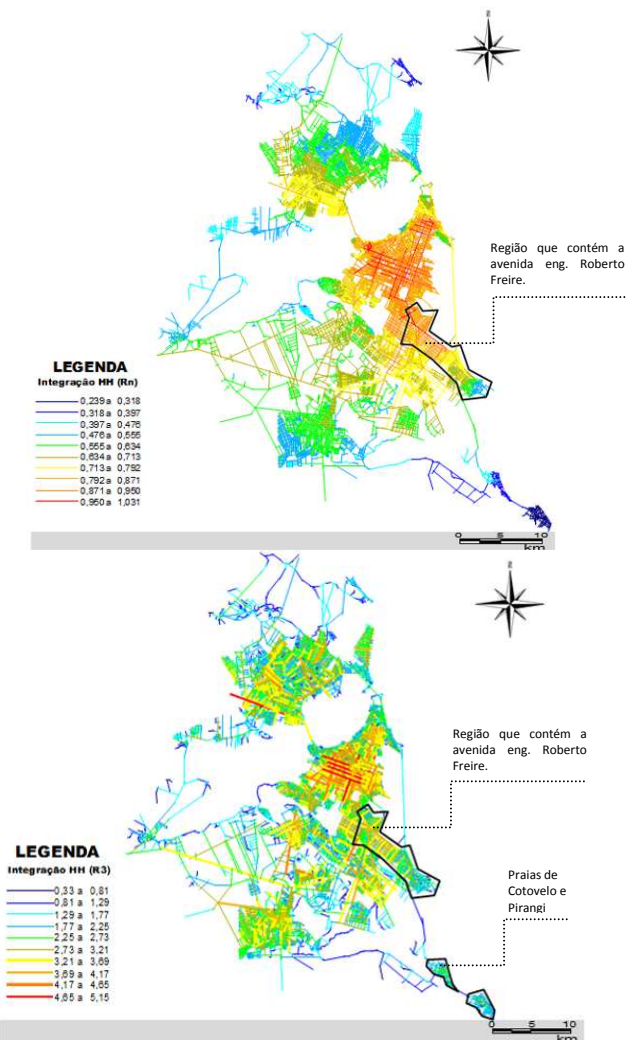 Região que contém a
avenida eng. Roberto
Freire.
LEGENDA
Integração HH (Rn)
0,239 a 0,318
0,318 a 0,397
0,397 a 0,476
0,476 a 0,555
0,555 a 0,634
0,634 a 0,713
0,713 a 0,792
0,792 a 0,871
0,871 a 0,950
0,950 a 1,031
0 5 10
km
Região que contém a
avenida eng. Roberto
Freire.
LEGENDA
Integração HH (R3)
0,33 a 0,81
0,81 a 1,29
1,29 a 1,77
1,77 a 2,25
2,25 a 2,73
2,73 a 3,21
3,21 a 3,69
3,69 a 4,17
4,17 a 4,65
4,65 a 5,15
Praias de
Cotovelo e
Pirangi
0 5 10
km